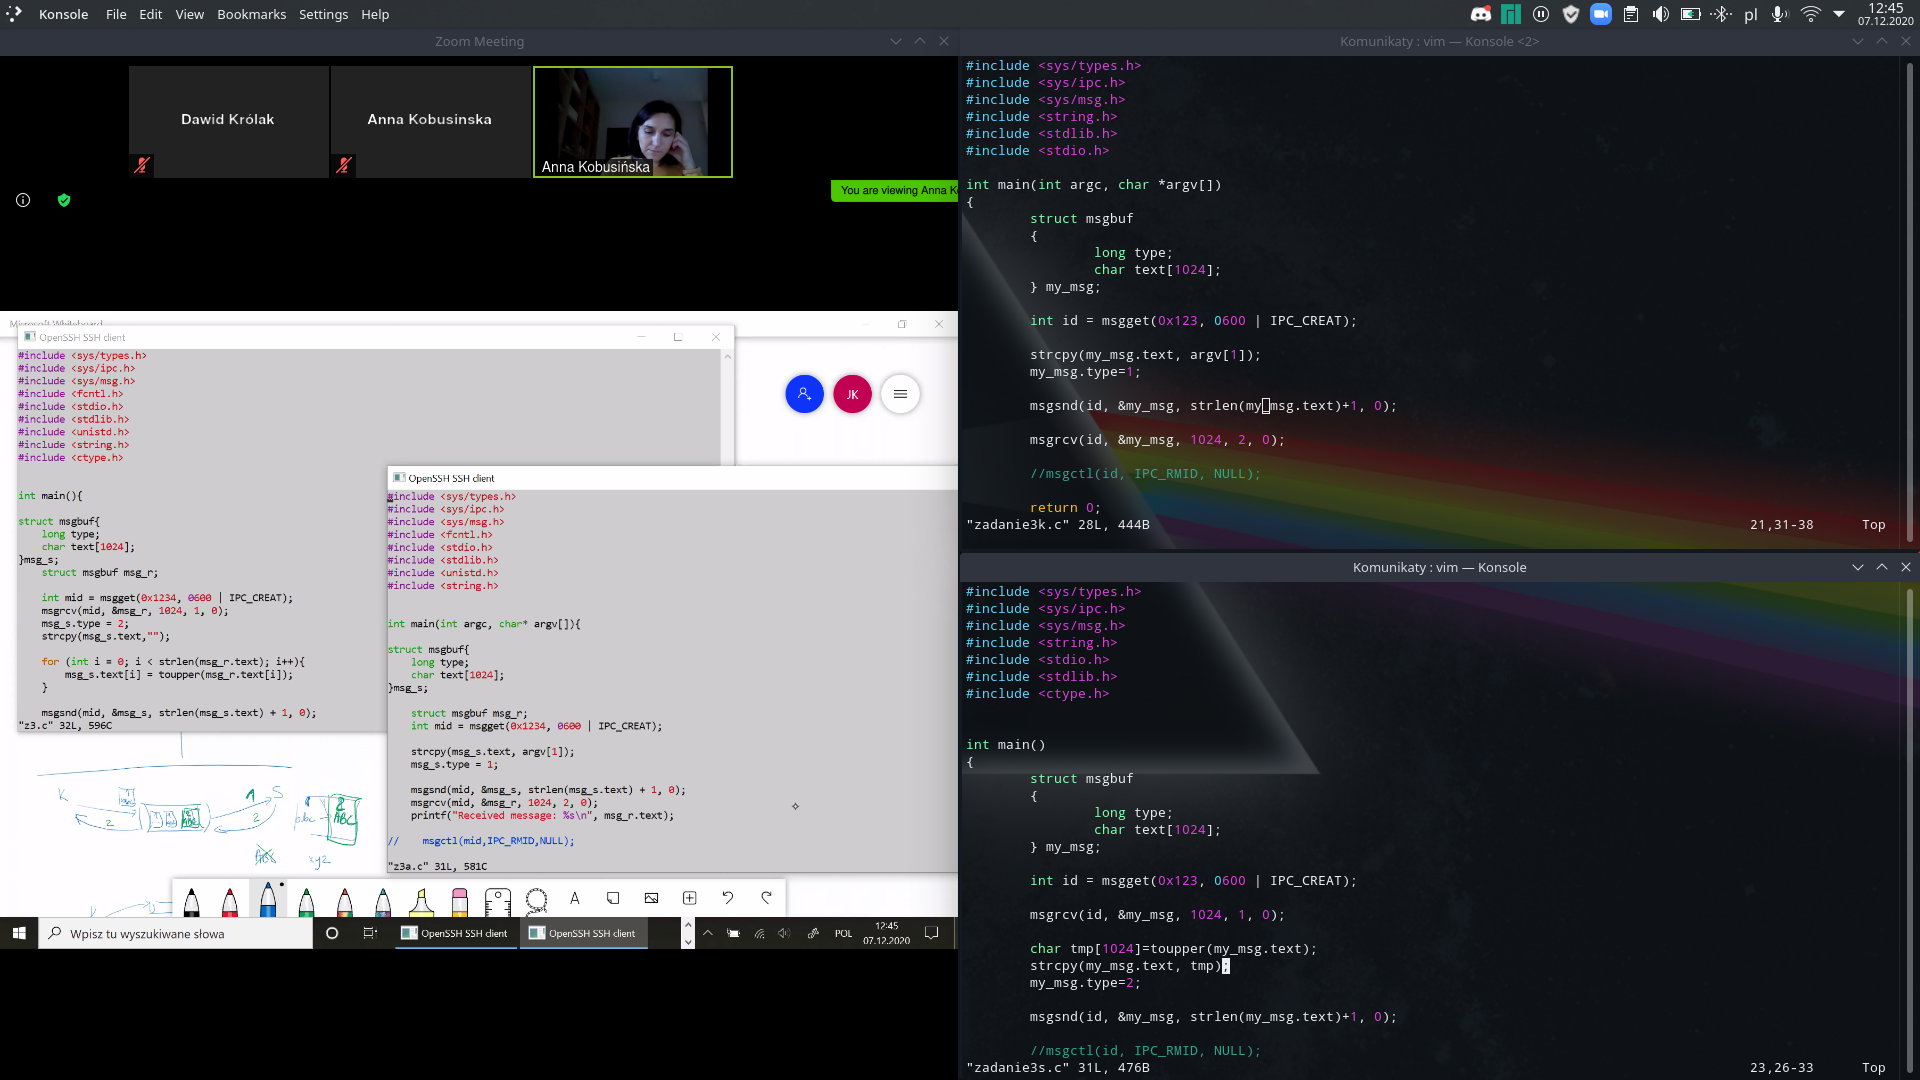 Konsole File Edit View Bookmarks Settings Help
pl
12:45
07.12.2020
Zoom Meeting
Dawid Królak
Anna Kobusinska
Anna Kobusińska
You are viewing Anna K
Microsoft Whiteboard
OpenSSH SSH client
#include <sys/types.h>
#include <sys/ipc.h>
#include <sys/msg.h>
#include <fcntl.h>
#include <stdio.h>
#include <stdlib.h>
#include <unistd.h>
#include <string.h>
#include <ctype.h>
int main(){
struct msgbuf{
long type;
char text[1024];
}msg_s;
struct msgbuf msg_r;
int mid = msgget(0x1234, 0600 | IPC_CREAT);
msgrcv(mid, &msg_r, 1024, 1, 0);
msg_s.type = 2;
strcpy(msg_s.text,"");
for (int i = 0; i < strlen(msg_r.text); i++){
msg_s.text[i] = toupper(msg_r.text[i]);
}
msgsnd(mid, &msg_s, strlen(msg_s.text) + 1, 0);
"z3.c" 32L, 596C
JK
OpenSSH SSH client
#include <sys/types.h>
#include <sys/ipc.h>
#include <sys/msg.h>
#include <fcntl.h>
#include <stdio.h>
#include <stdlib.h>
#include <unistd.h>
#include <string.h>
int main(int argc, char* argv[]){
struct msgbuf{
long type;
char text[1024];
}msg_s;
struct msgbuf msg_r;
int mid = msgget(0x1234, 0600 | IPC_CREAT);
strcpy(msg_s.text, argv[1]);
msg_s.type = 1;
msgsnd(mid, &msg_s, strlen(msg_s.text) + 1, 0);
msgrcv(mid, &msg_r, 1024, 2, 0);
printf("Received message: %s\n", msg_r.text);
// msgctl(mid,IPC_RMID,NULL);
"z3a.c" 31L, 581C
K
S
2
2
abc
2
ABC
xyz
A
Wpisz tu wyszukiwane słowa
OpenSSH SSH client
OpenSSH SSH client
POL
12:45
07.12.2020
Komunikaty : vim — Konsole <2>
#include <sys/types.h>
#include <sys/ipc.h>
#include <sys/msg.h>
#include <string.h>
#include <stdlib.h>
#include <stdio.h>
int main(int argc, char *argv[])
{
struct msgbuf
{
long type;
char text[1024];
} my_msg;
int id = msgget(0x123, 0600 | IPC_CREAT);
strcpy(my_msg.text, argv[1]);
my_msg.type=1;
msgsnd(id, &my_msg, strlen(my_msg.text)+1, 0);
msgrcv(id, &my_msg, 1024, 2, 0);
//msgctl(id, IPC_RMID, NULL);
return 0;
"zadanie3k.c" 28L, 444B 21,31-38 Top
Komunikaty : vim — Konsole
#include <sys/types.h>
#include <sys/ipc.h>
#include <sys/msg.h>
#include <string.h>
#include <stdio.h>
#include <stdlib.h>
#include <ctype.h>
int main()
{
struct msgbuf
{
long type;
char text[1024];
} my_msg;
int id = msgget(0x123, 0600 | IPC_CREAT);
msgrcv(id, &my_msg, 1024, 1, 0);
char tmp[1024]=toupper(my_msg.text);
strcpy(my_msg.text, tmp);
my_msg.type=2;
msgsnd(id, &my_msg, strlen(my_msg.text)+1, 0);
//msgctl(id, IPC_RMID, NULL);
"zadanie3s.c" 31L, 476B 23,26-33 Top